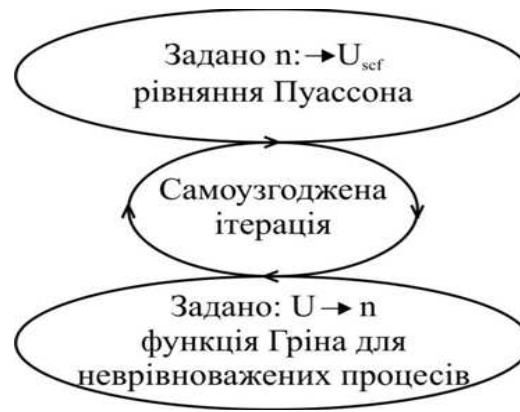 Задано n:→U_scf
рівняння Пуассона
Самоузгоджена
ітерація
Задано: U → n
функція Гріна для
неврівноважених процесів